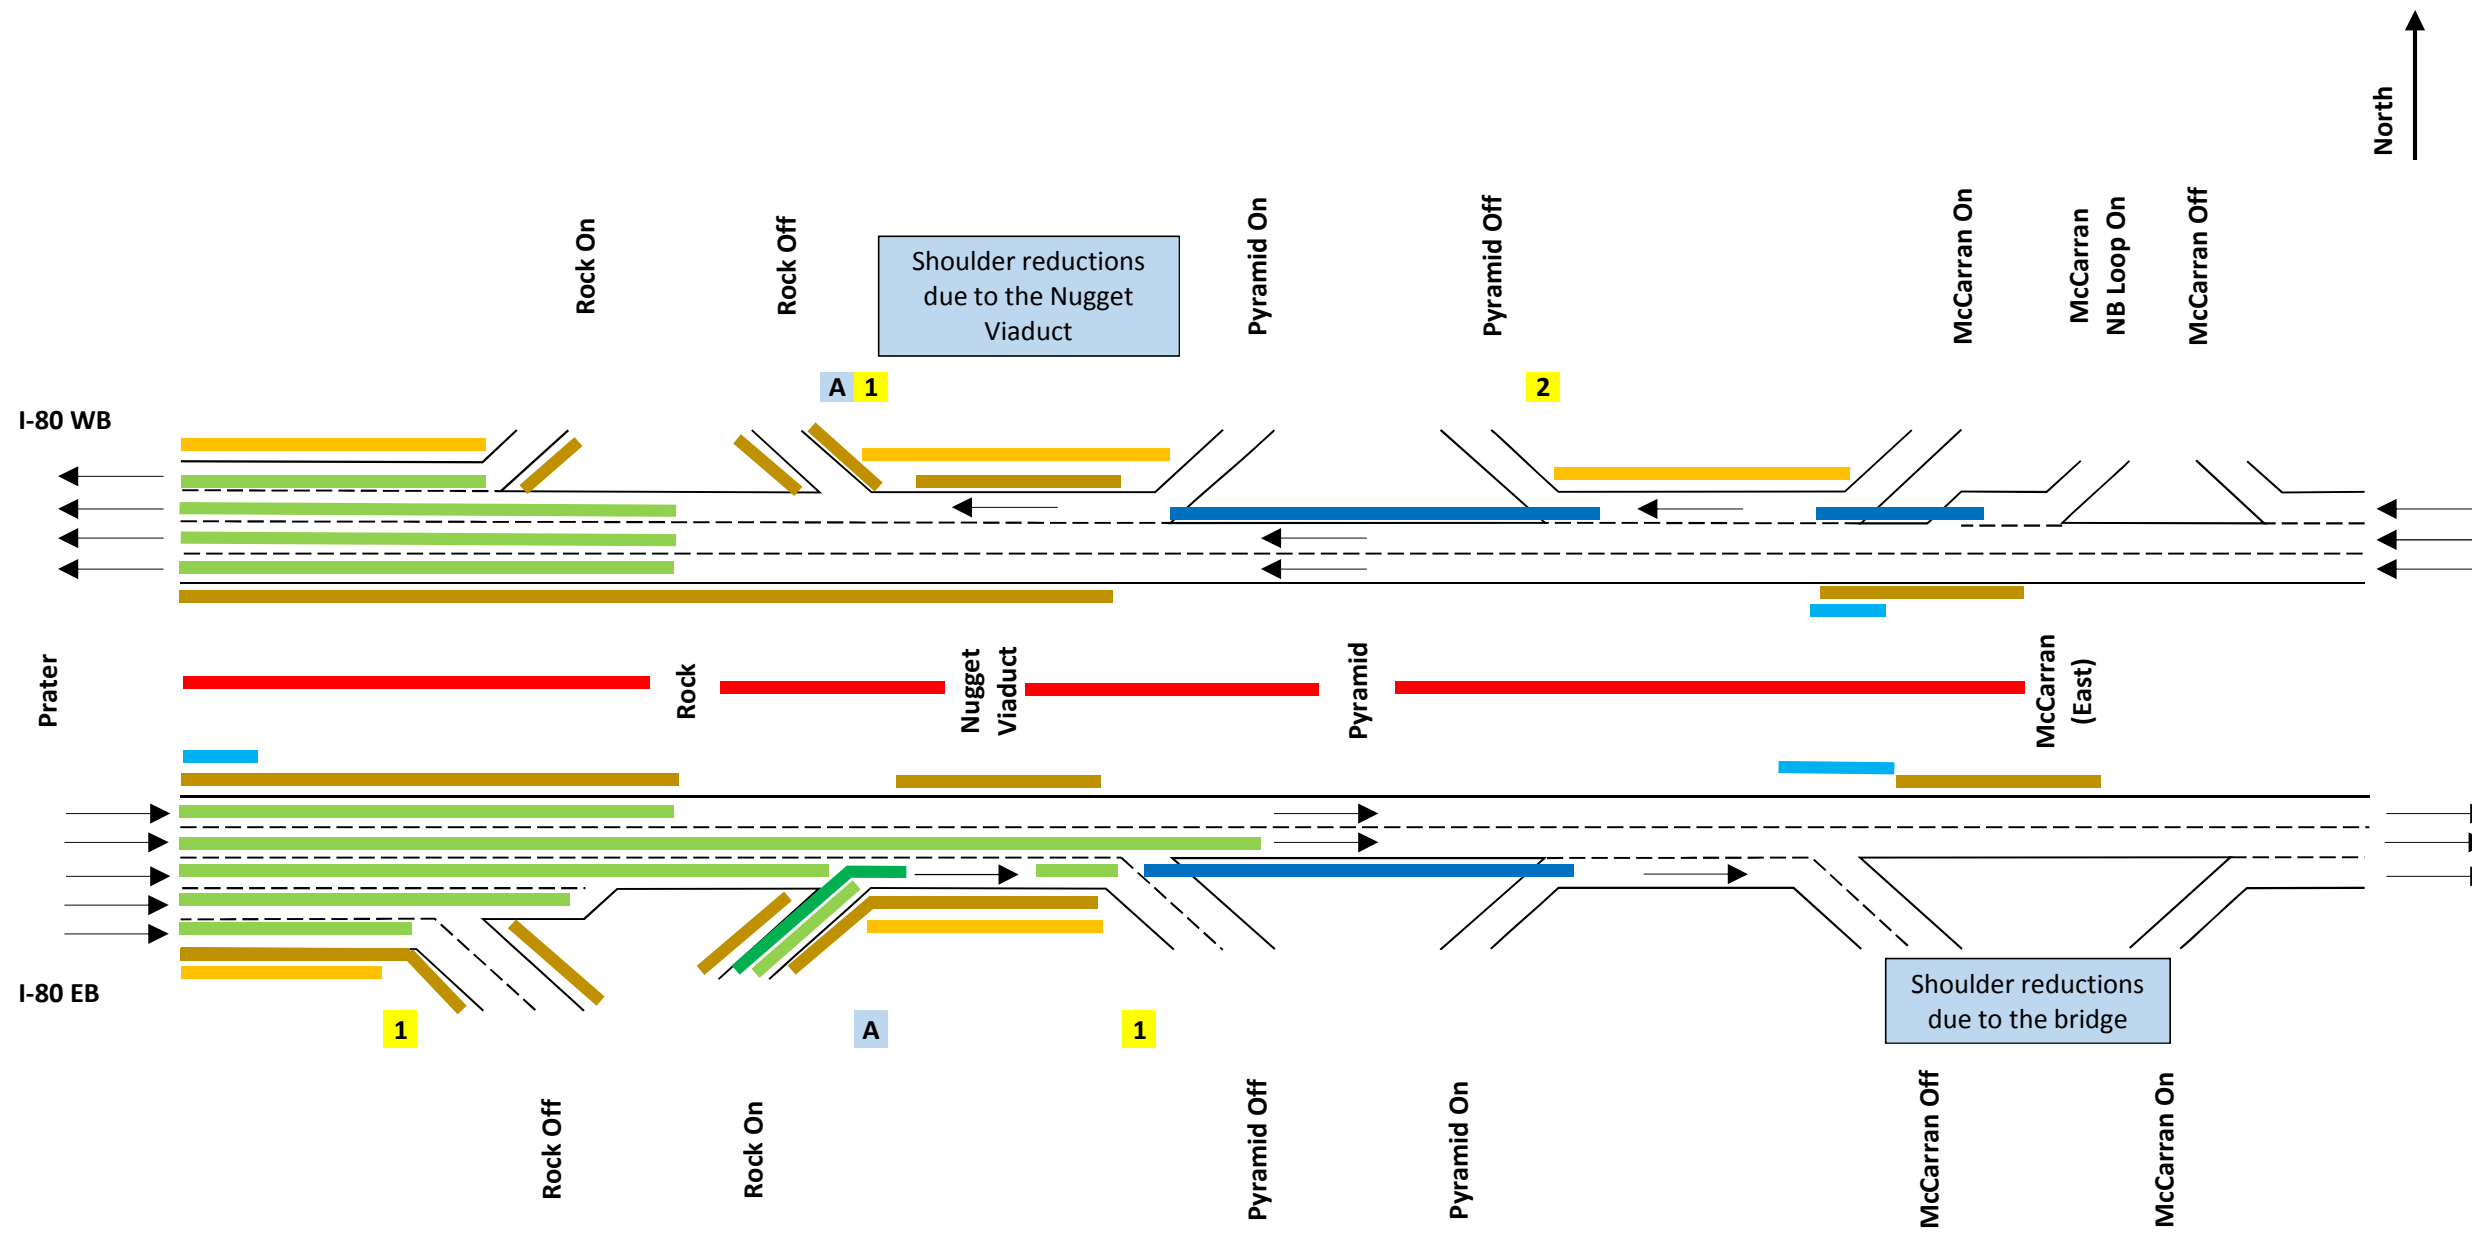 North
Rock On
Rock Off
Shoulder reductions
due to the Nugget
Viaduct
Pyramid On
Pyramid Off
McCarran On
McCarran
NB Loop On
McCarran Off
A
1
2
I-80 WB
Prater
Rock
Nugget
Viaduct
Pyramid
McCarran
(East)
I-80 EB
1
A
1
Shoulder reductions
due to the bridge
Rock Off
Rock On
Pyramid Off
Pyramid On
McCarran Off
McCarran On